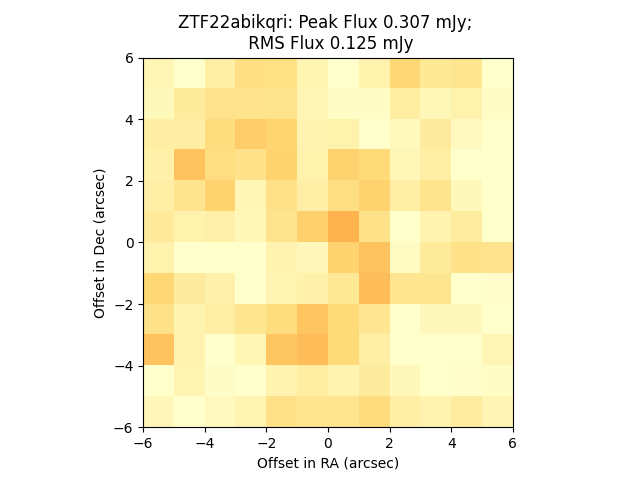 ZTF22abikqri: Peak Flux 0.307 mJy;
RMS Flux 0.125 mJy
6
4
2
0
−2
−4
−6
Offset in Dec (arcsec)
−6 −4 −2 0 2 4 6
Offset in RA (arcsec)